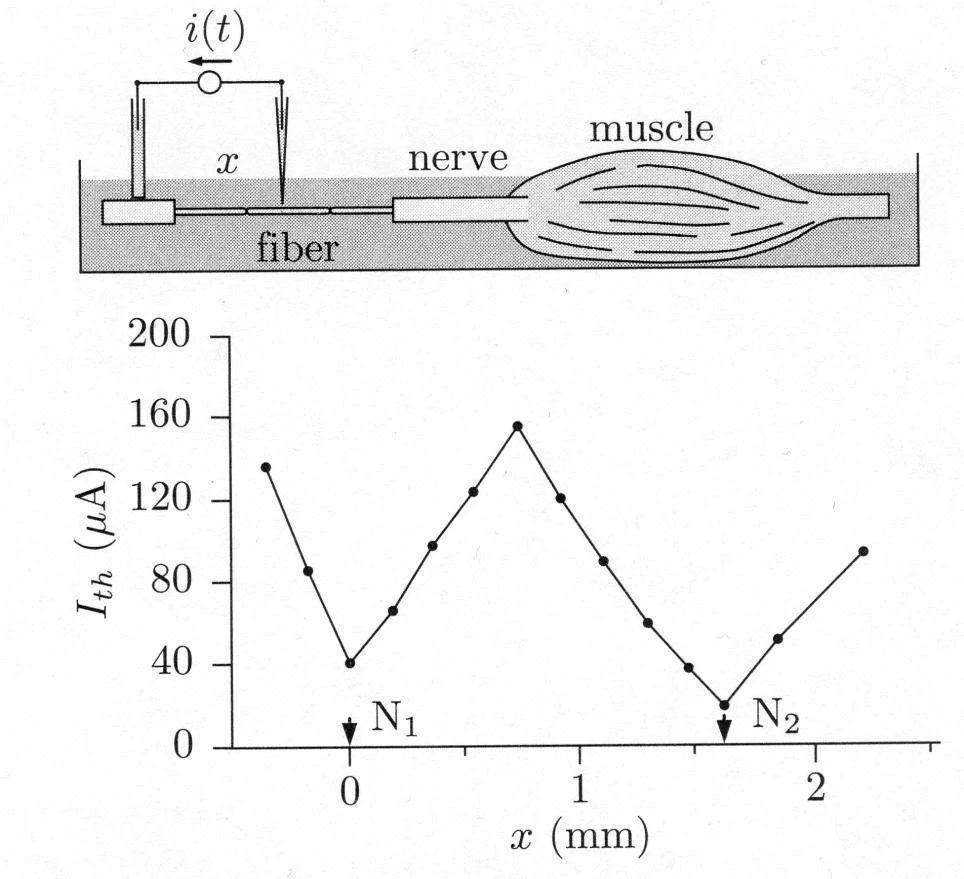 i(t)
muscle
x
nerve
fiber
200
160
120
80
40
0
I_th (μA)
N₁
N₂
0
1
2
x (mm)